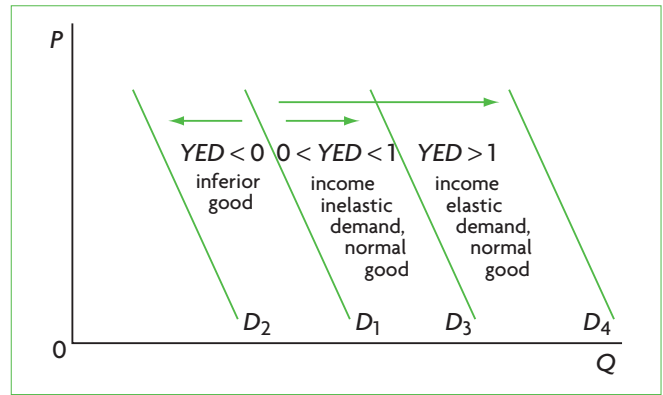 P
YED < 0
inferior
good
0 < YED < 1
income
inelastic
demand,
normal
good
YED > 1
income
elastic
demand,
normal
good
D2
D1
D3
D4
0
Q